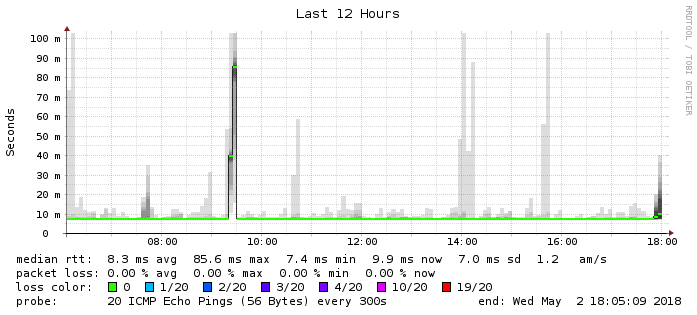 Last 12 Hours
RRDTOOL / TOBI OETIKER
Seconds
100 m
90 m
80 m
70 m
60 m
50 m
40 m
30 m
20 m
10 m
0
08:00 10:00 12:00 14:00 16:00 18:00
median rtt: 8.3 ms avg 85.6 ms max 7.4 ms min 9.9 ms now 7.0 ms sd 1.2 am/s
packet loss: 0.00 % avg 0.00 % max 0.00 % min 0.00 % now
loss color: 0 1/20 2/20 3/20 4/20 10/20 19/20
probe: 20 ICMP Echo Pings (56 Bytes) every 300s end: Wed May 2 18:05:09 2018